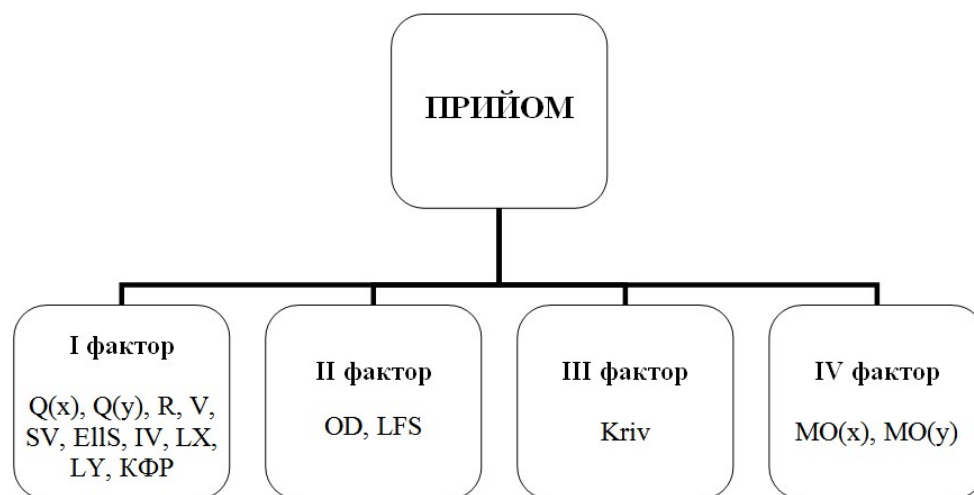 ПРИЙОМ
I фактор
Q(x), Q(y), R, V,
SV, EllS, IV, LX,
LY, КФР
II фактор
OD, LFS
III фактор
Kriv
IV фактор
MO(x), MO(y)